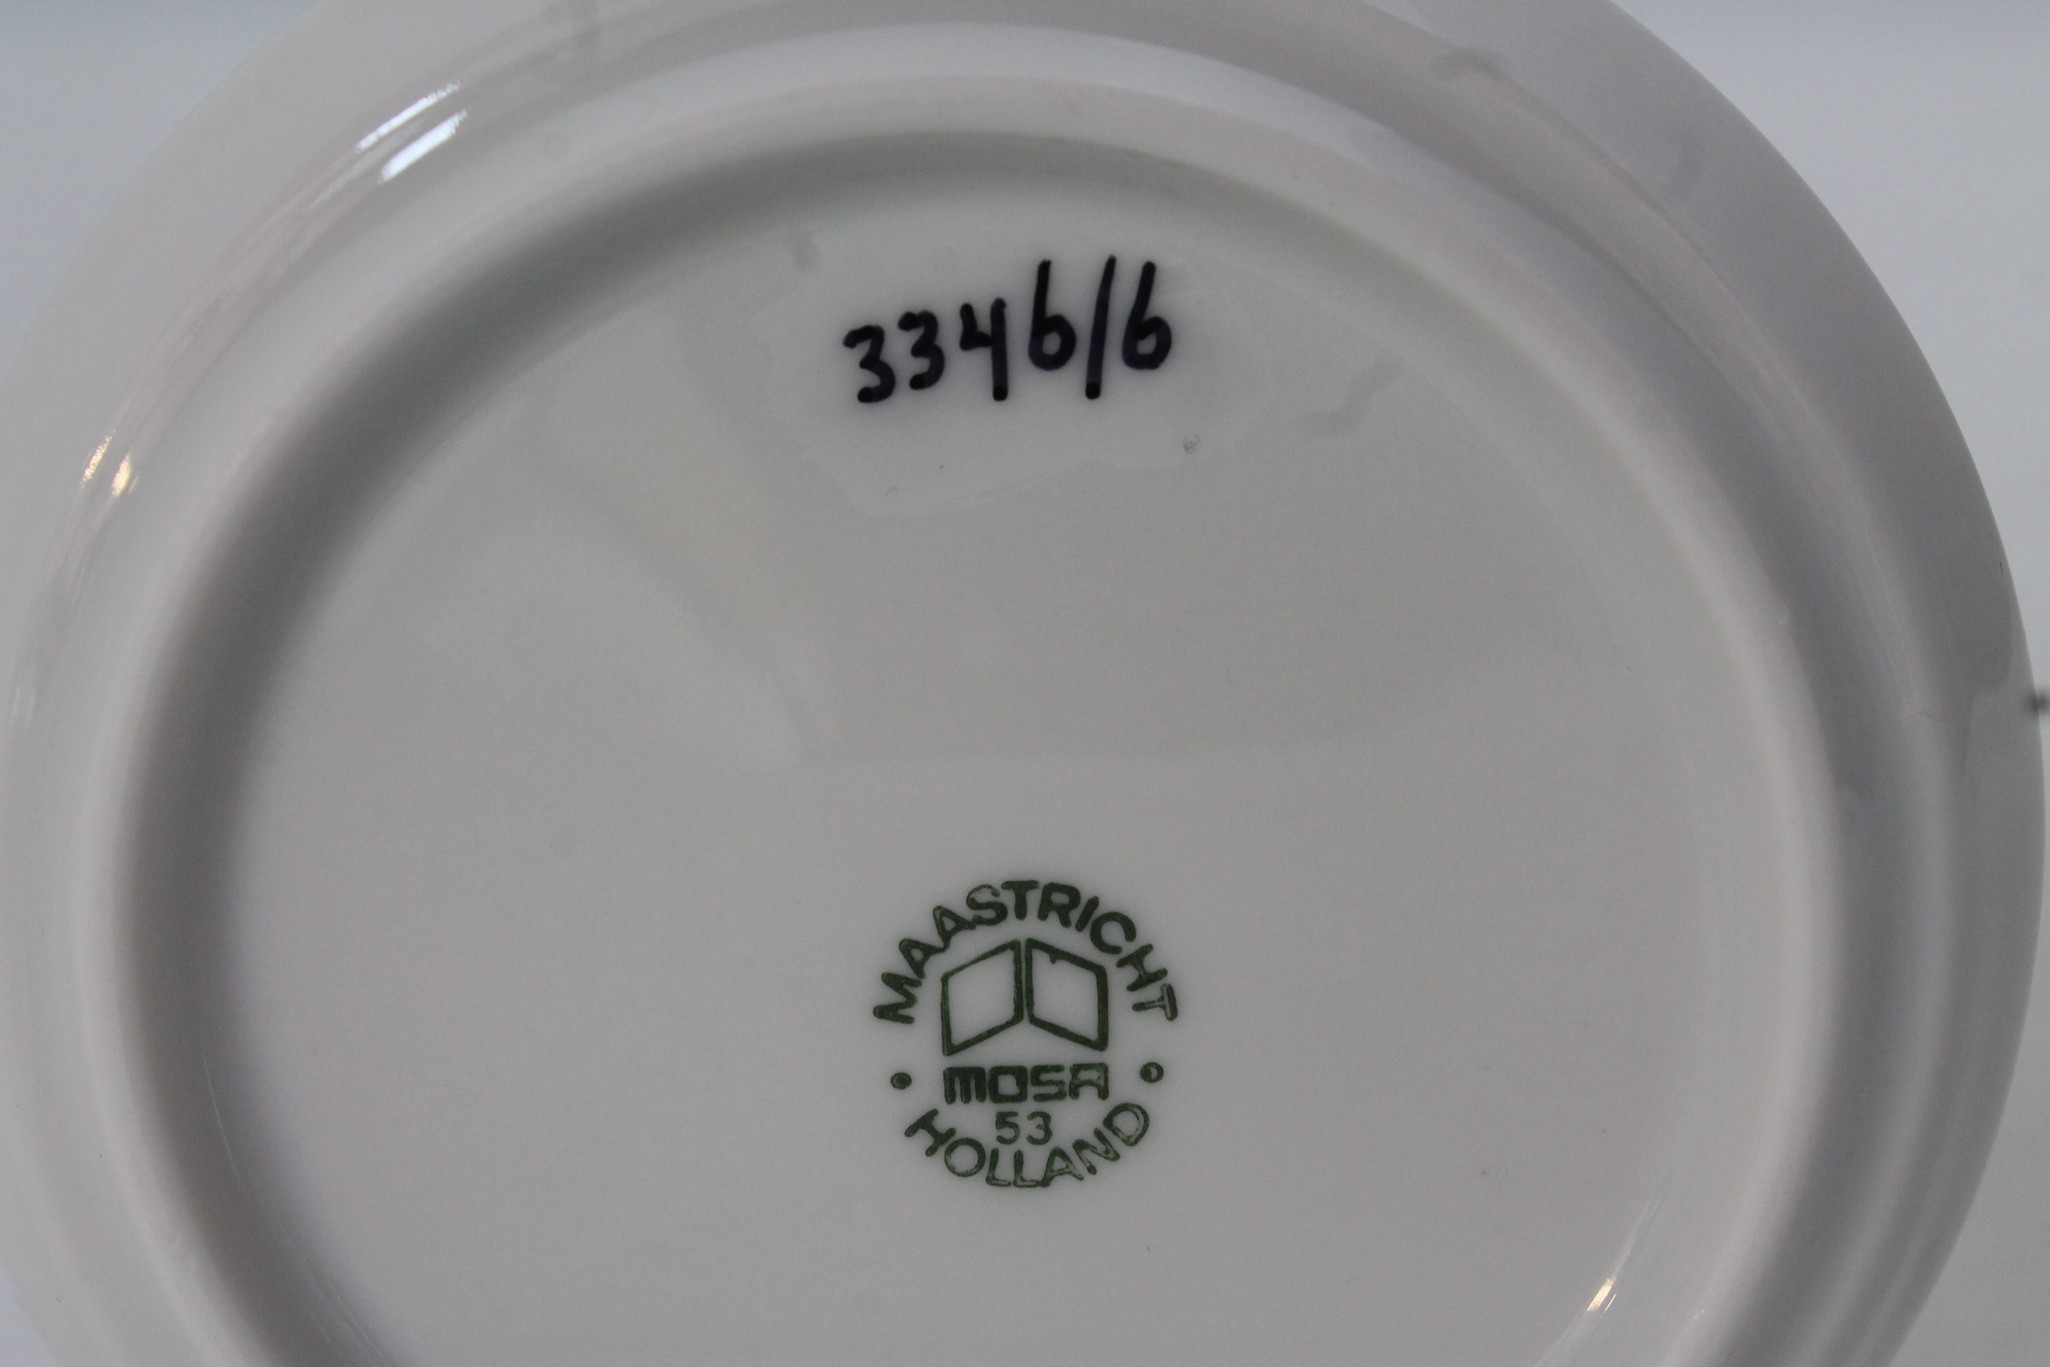 3346/6
MAASTRICHT
MOSA
53
HOLLAND